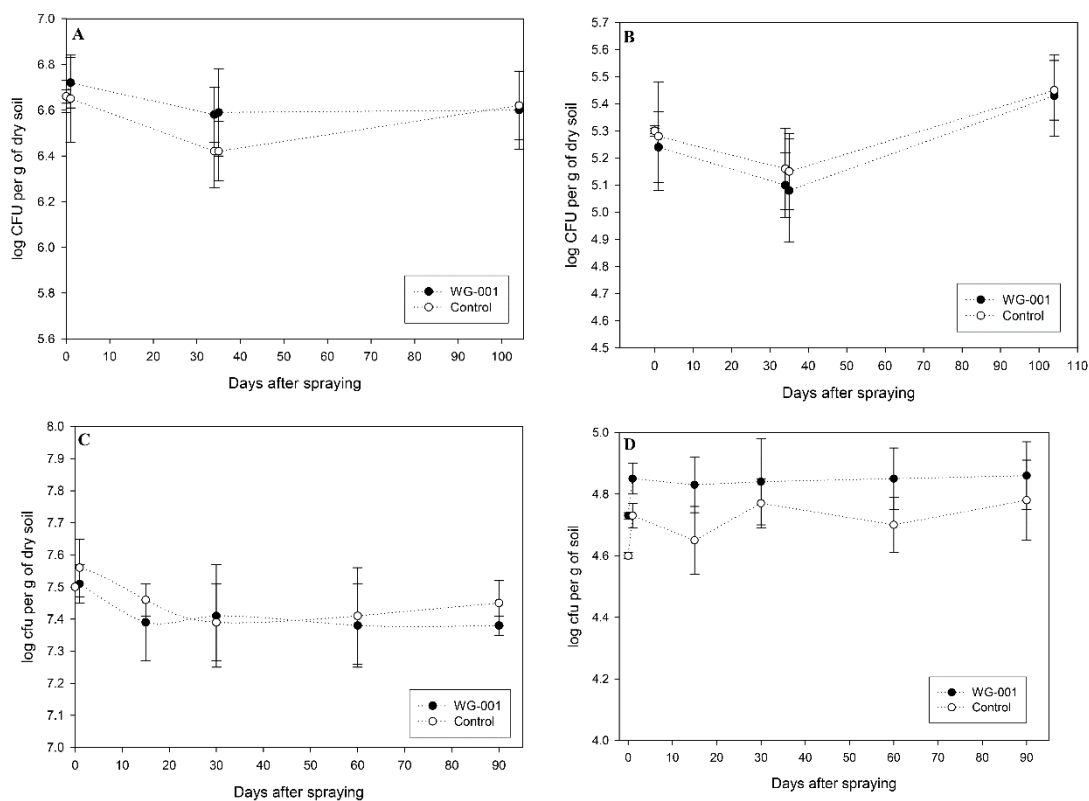 A
7.0
6.8
6.6
6.4
6.2
6.0
5.8
5.6
log CFU per g of dry soil
0 10 20 30 40 50 60 70 80 90 100
Days after spraying
WG-001
Control
B
5.7
5.6
5.5
5.4
5.3
5.2
5.1
5.0
4.9
4.8
4.7
4.6
4.5
log CFU per g of dry soil
0 10 20 30 40 50 60 70 80 90 100 110
Days after spraying
WG-001
Control
C
8.0
7.9
7.8
7.7
7.6
7.5
7.4
7.3
7.2
7.1
7.0
log cfu per g of dry soil
0 10 20 30 40 50 60 70 80 90
Days after spraying
WG-001
Control
D
5.0
4.8
4.6
4.4
4.2
4.0
log cfu per g of soil
0 10 20 30 40 50 60 70 80 90
Days after spraying
WG-001
Control